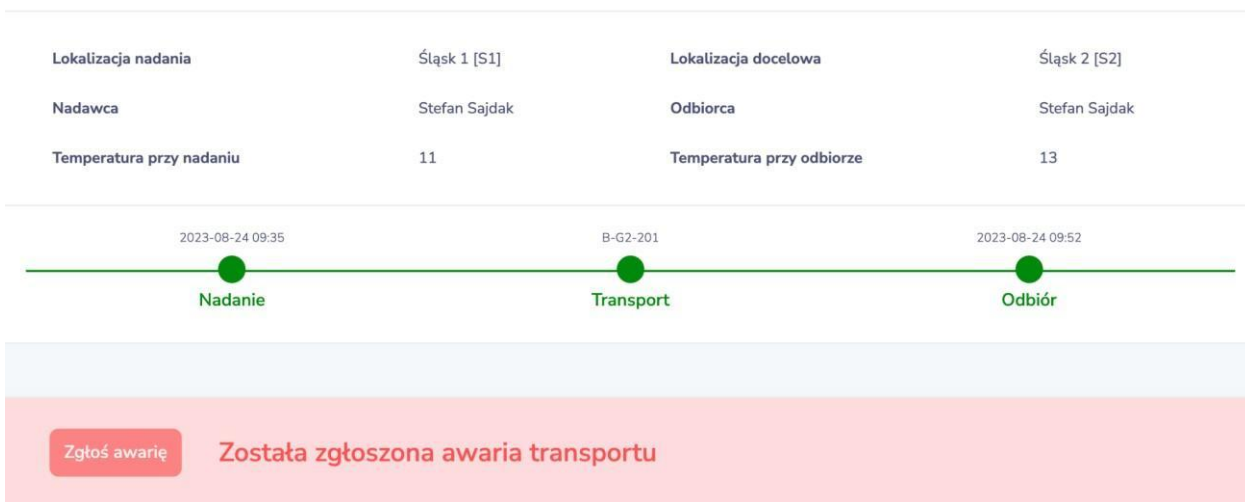 Lokalizacja nadania Śląsk 1 [S1] Lokalizacja docelowa Śląsk 2 [S2]
Nadawca Stefan Sajdak Odbiorca Stefan Sajdak
Temperatura przy nadaniu 11 Temperatura przy odbiorze 13
2023-08-24 09:35 B-G2-201 2023-08-24 09:52
Nadanie Transport Odbiór
Zgłoś awarię Została zgłoszona awaria transportu